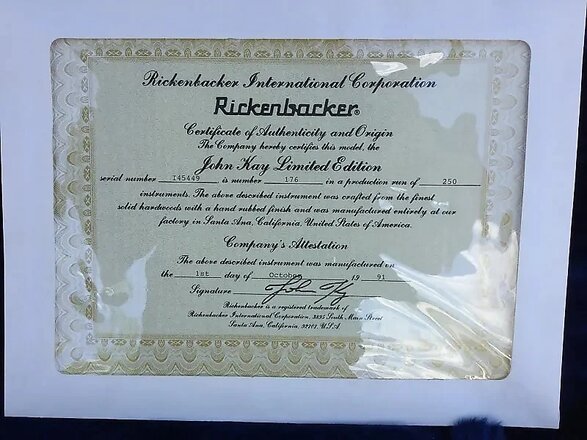 Rickenbacker International Corporation
Rickenbacker®
Certificate of Authenticity and Origin
The Company hereby certifies this model, the
John Kay Limited Edition
serial number I45449 is number 176 in a production run of 250
instruments. The above described instrument was crafted from the finest
solid hardwoods with a hand rubbed finish and was manufactured entirely at our
factory in Santa Ana, California, United States of America.
Company's Attestation
The above described instrument was manufactured on
the 1st day of October 19 91
Signature John Kay
Rickenbacker is a registered trademark of
Rickenbacker International Corporation, 3895 South Main Street
Santa Ana, California, 92707, U.S.A